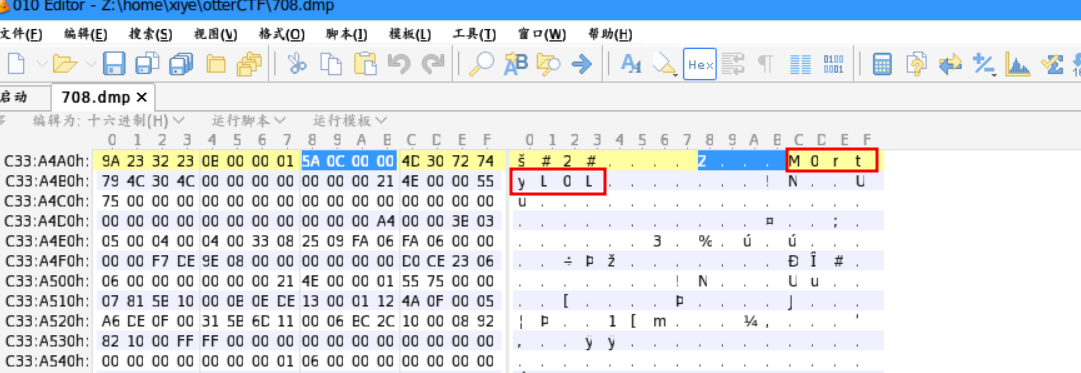 010 Editor - Z:\home\xiye\otterCTF\708.dmp
文件(F) 编辑(E) 搜索(S) 视图(V) 格式(O) 脚本(I) 模板(L) 工具(T) 窗口(W) 帮助(H)
启动 708.dmp ×
编辑为: 十六进制(H) 运行脚本 运行模板
0 1 2 3 4 5 6 7 8 9 A B C D E F 0 1 2 3 4 5 6 7 8 9 A B C D E F
C33:A4A0h: 9A 23 32 23 0B 00 00 01 5A 0C 00 00 4D 30 72 74 š # 2 # . . . . Z . . . M 0 r t
C33:A4B0h: 79 4C 30 4C 00 00 00 00 00 00 00 21 4E 00 00 55 y L 0 L . . . . . . . ! N . . U
C33:A4C0h: 75 00 00 00 00 00 00 00 00 00 00 00 00 00 00 00 u . . . . . . . . . . . . . . .
C33:A4D0h: 00 00 00 00 00 00 00 00 00 00 00 A4 00 00 3B 03 . . . . . . . . . . . ¤ . . ; .
C33:A4E0h: 05 00 04 00 04 00 33 08 25 09 FA 06 FA 06 00 00 . . . . . . 3 . % . ú . ú . . .
C33:A4F0h: 00 00 F7 DE 9E 08 00 00 00 00 00 00 D0 CE 23 06 . . ÷ Þ ž . . . . . . . Ð Î # .
C33:A500h: 06 00 00 00 00 00 00 21 4E 00 00 01 55 75 00 00 . . . . . . . ! N . . . U u . .
C33:A510h: 07 81 5B 10 00 0B 0E DE 13 00 01 12 4A 0F 00 05 . . [ . . . . Þ . . . . J . . .
C33:A520h: A6 DE 0F 00 31 5B 6D 11 00 06 BC 2C 10 00 08 92 ¦ Þ . . 1 [ m . . . ¼ , . . . '
C33:A530h: 82 10 00 FF FF 00 00 00 00 00 00 00 00 00 00 00 , . . ÿ ÿ . . . . . . . . . . .
C33:A540h: 00 00 00 00 00 00 00 01 06 00 00 00 00 00 00 00 . . . . . . . . . . . . . . . .